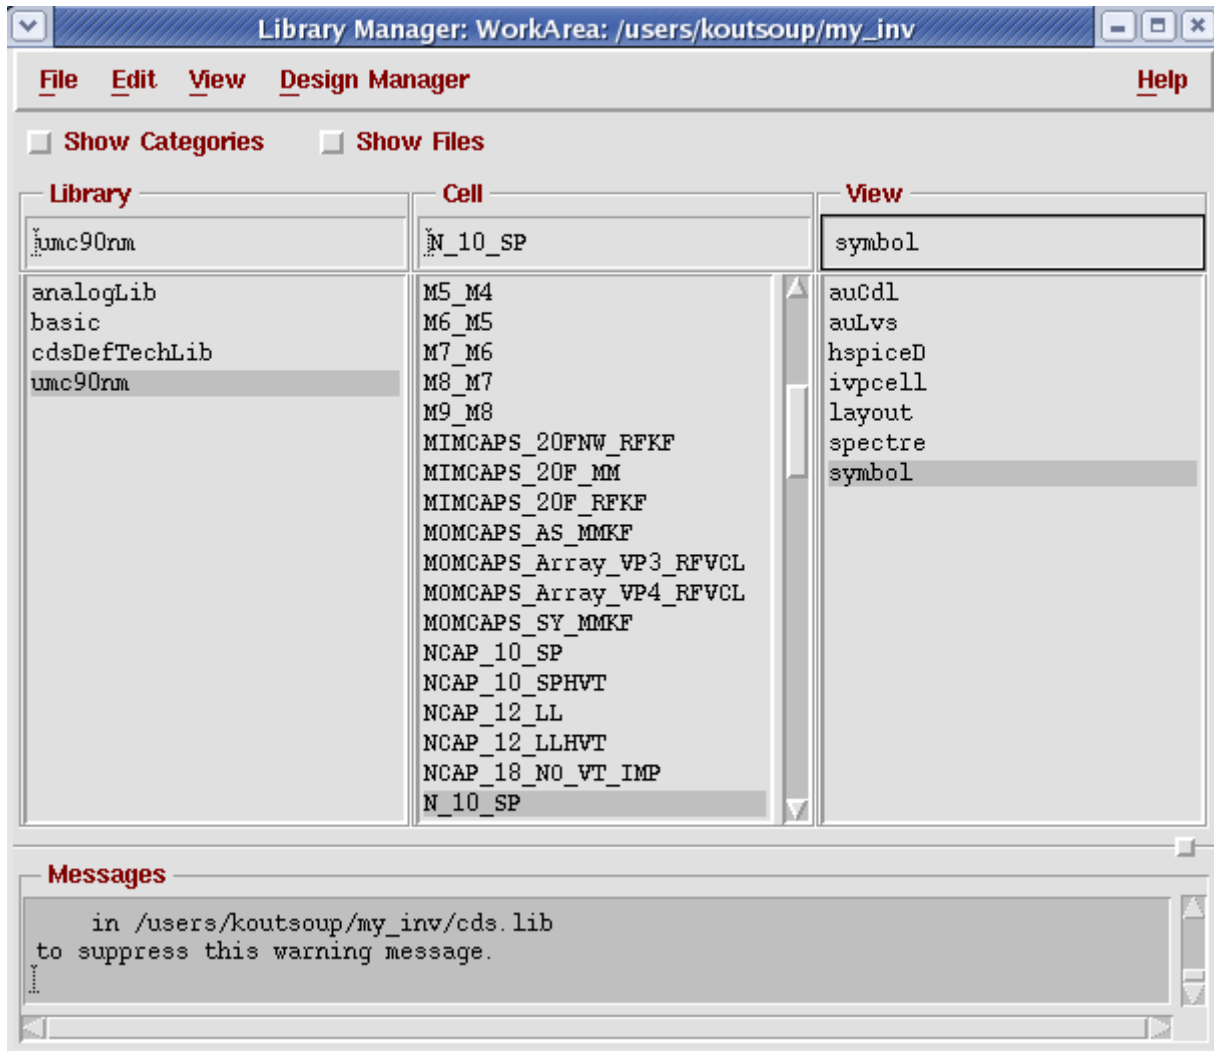 Library Manager: WorkArea: /users/koutsoup/my_inv
File Edit View Design Manager Help
Show Categories Show Files
Library
umc90nm
analogLib
basic
cdsDefTechLib
umc90nm
Cell
N_10_SP
M5_M4
M6_M5
M7_M6
M8_M7
M9_M8
MIMCAPS_20FNW_RFKF
MIMCAPS_20F_MM
MIMCAPS_20F_RFKF
MOMCAPS_AS_MMKF
MOMCAPS_Array_VP3_RFVCL
MOMCAPS_Array_VP4_RFVCL
MOMCAPS_SY_MMKF
NCAP_10_SP
NCAP_10_SPHVT
NCAP_12_LL
NCAP_12_LLHVT
NCAP_18_NO_VT_IMP
N_10_SP
View
symbol
auCdl
auLvs
hspiceD
ivpcell
layout
spectre
symbol
Messages
in /users/koutsoup/my_inv/cds.lib
to suppress this warning message.